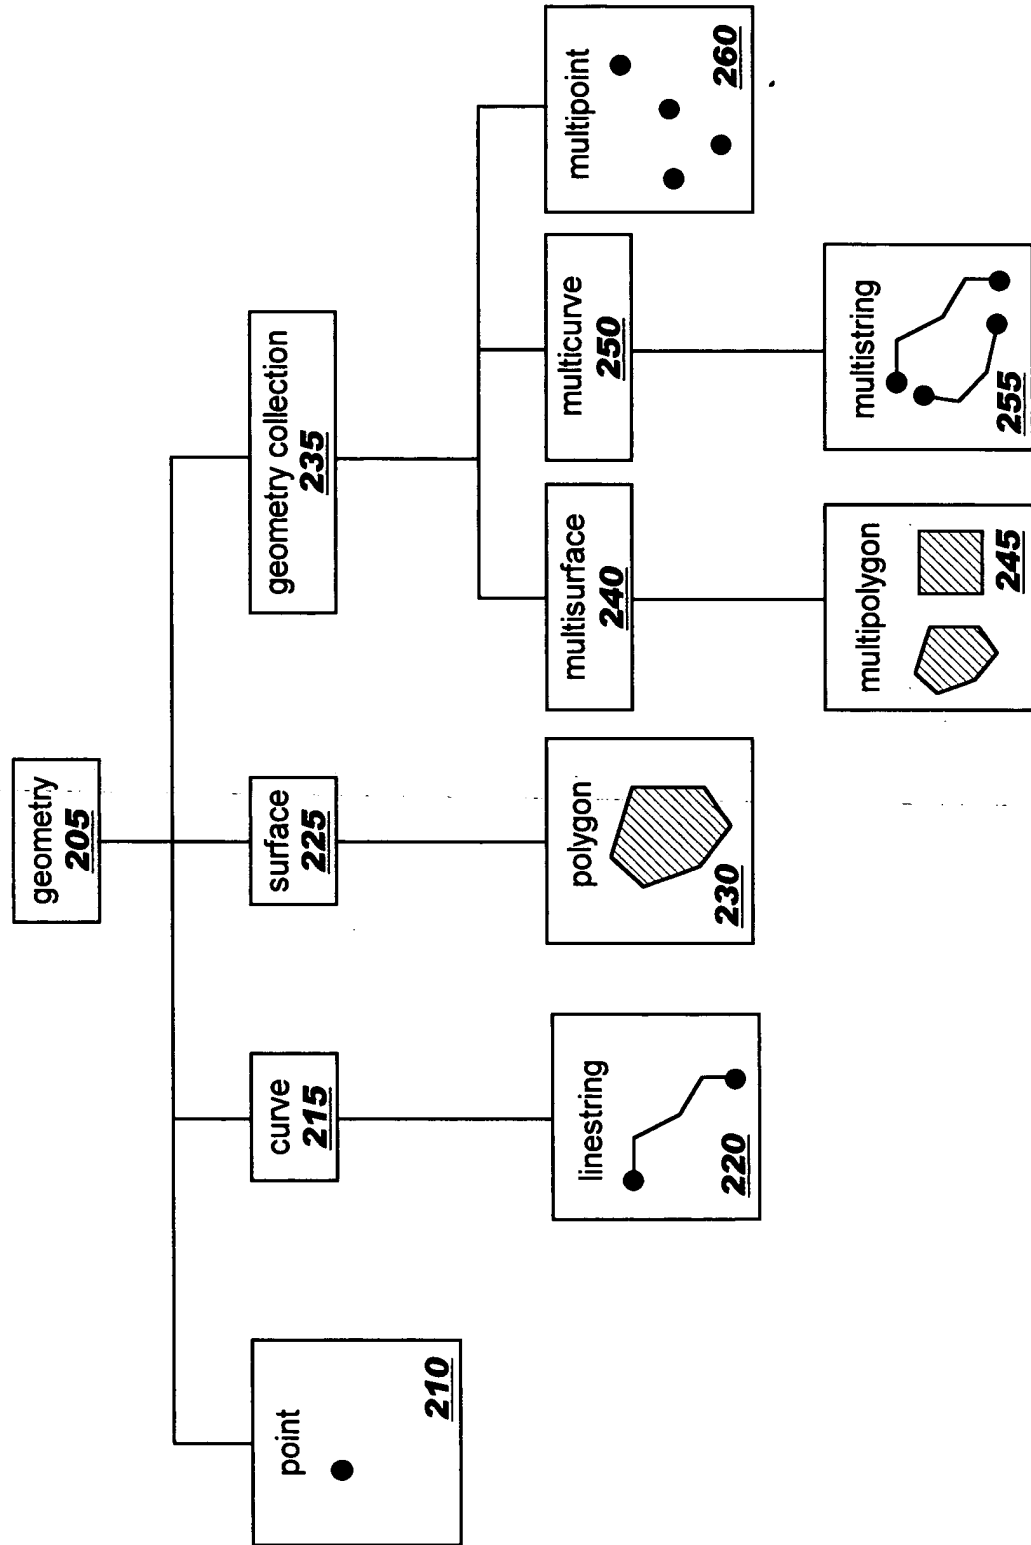 geometry
205
point
210
curve
215
surface
225
geometry collection
235
linestring
220
polygon
230
multisurface
240
multicurve
250
multipoint
260
multipolygon
245
multistring
255